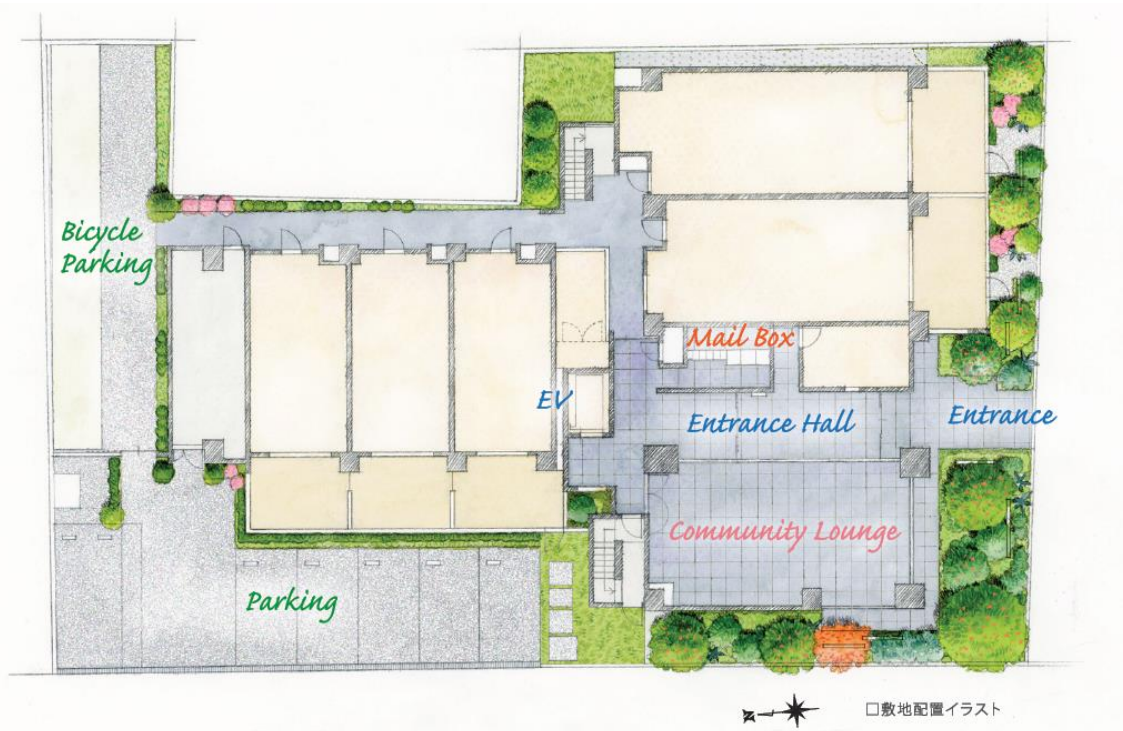 Bicycle
Parking
Mail Box
EV
Entrance Hall
Entrance
Community Lounge
Parking
N
□敷地配置イラスト